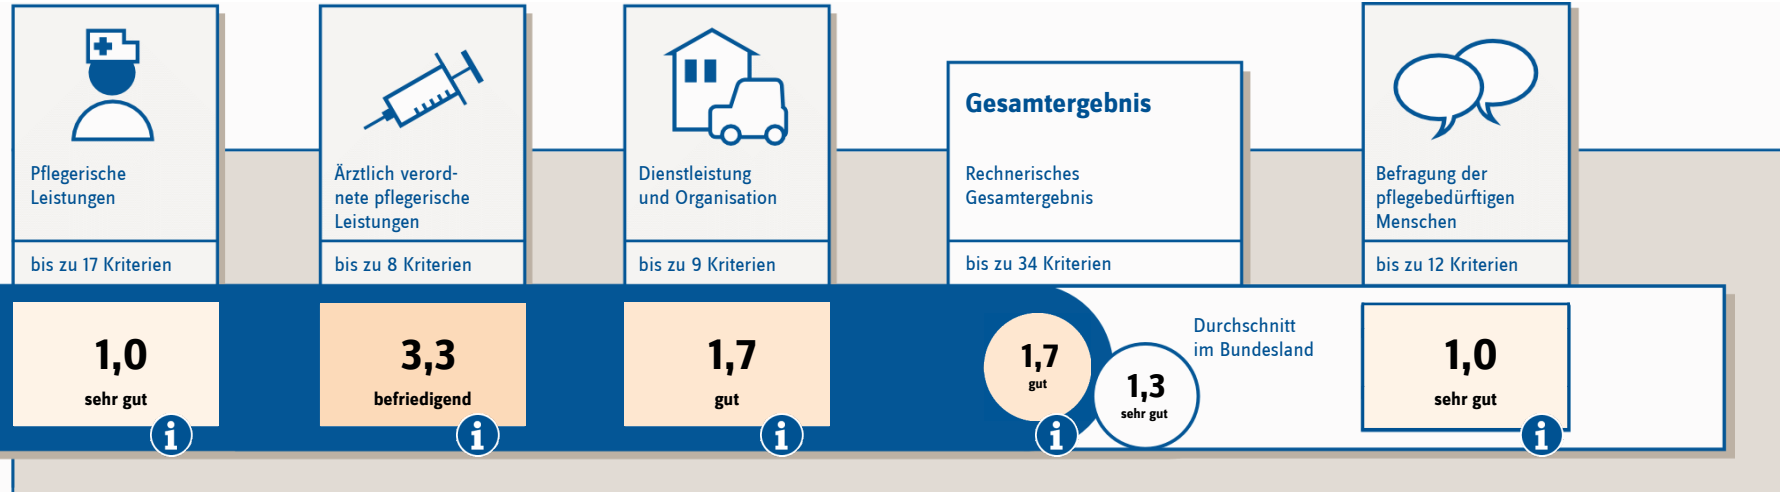 Pflegerische
Leistungen
bis zu 17 Kriterien
1,0
sehr gut
i
Ärztlich verord-
nete pflegerische
Leistungen
bis zu 8 Kriterien
3,3
befriedigend
i
Dienstleistung
und Organisation
bis zu 9 Kriterien
1,7
gut
i
Gesamtergebnis
Rechnerisches
Gesamtergebnis
bis zu 34 Kriterien
1,7
gut
i
Durchschnitt
im Bundesland
1,3
sehr gut
Befragung der
pflegebedürftigen
Menschen
bis zu 12 Kriterien
1,0
sehr gut
i